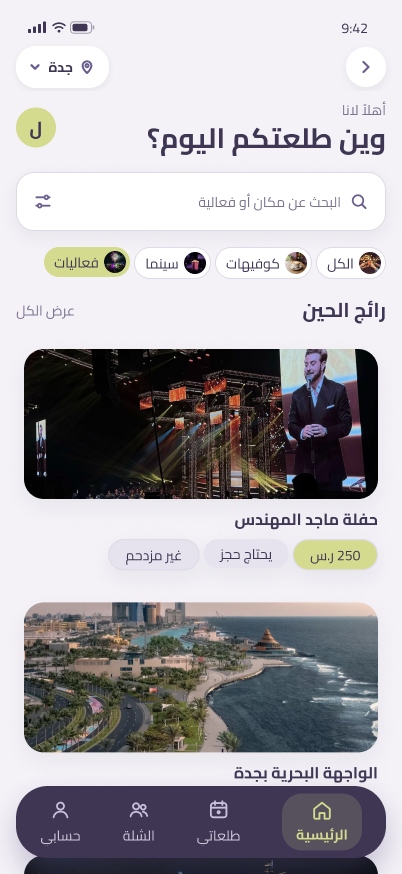 9:42
جدة
أهلاً لانا
وين طلعتكم اليوم؟
ل
البحث عن مكان أو فعالية
الكل
كوفيهات
سينما
فعاليات
رائج الحين
عرض الكل
حفلة ماجد المهندس
250 ر.س
يحتاج حجز
غير مزدحم
الواجهة البحرية بجدة
الرئيسية
طلعاتي
الشلة
حسابي